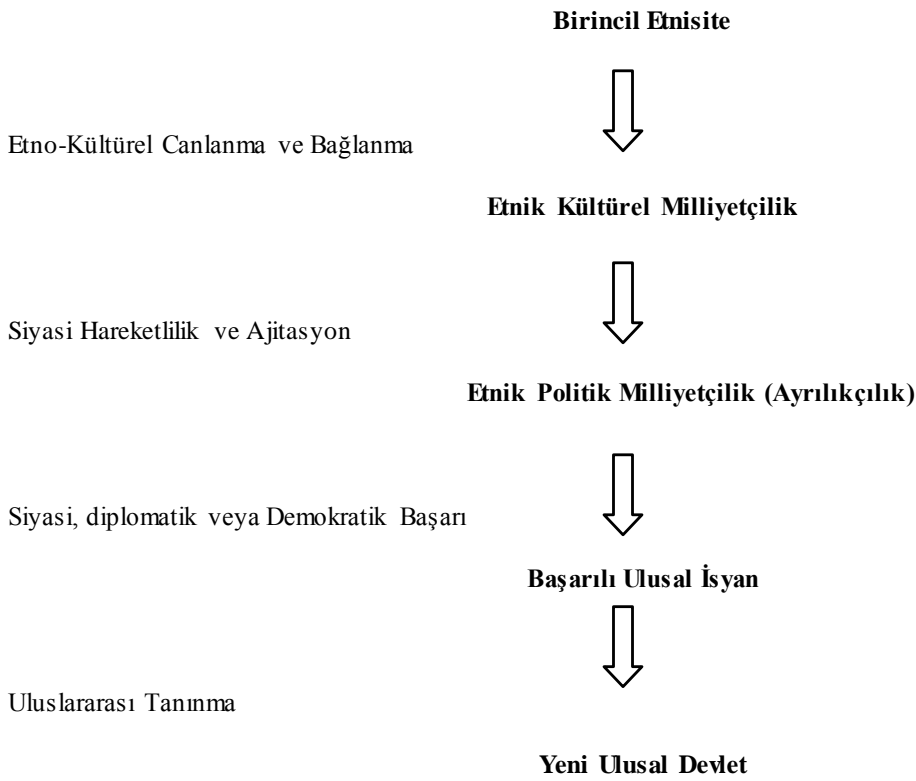 Birincil Etnisite
Etno-Kültürel Canlanma ve Bağlanma
Etnik Kültürel Milliyetçilik
Siyasi Hareketlilik ve Ajitasyon
Etnik Politik Milliyetçilik (Ayrılıkçılık)
Siyasi, diplomatik veya Demokratik Başarı
Başarılı Ulusal İsyan
Uluslararası Tanınma
Yeni Ulusal Devlet